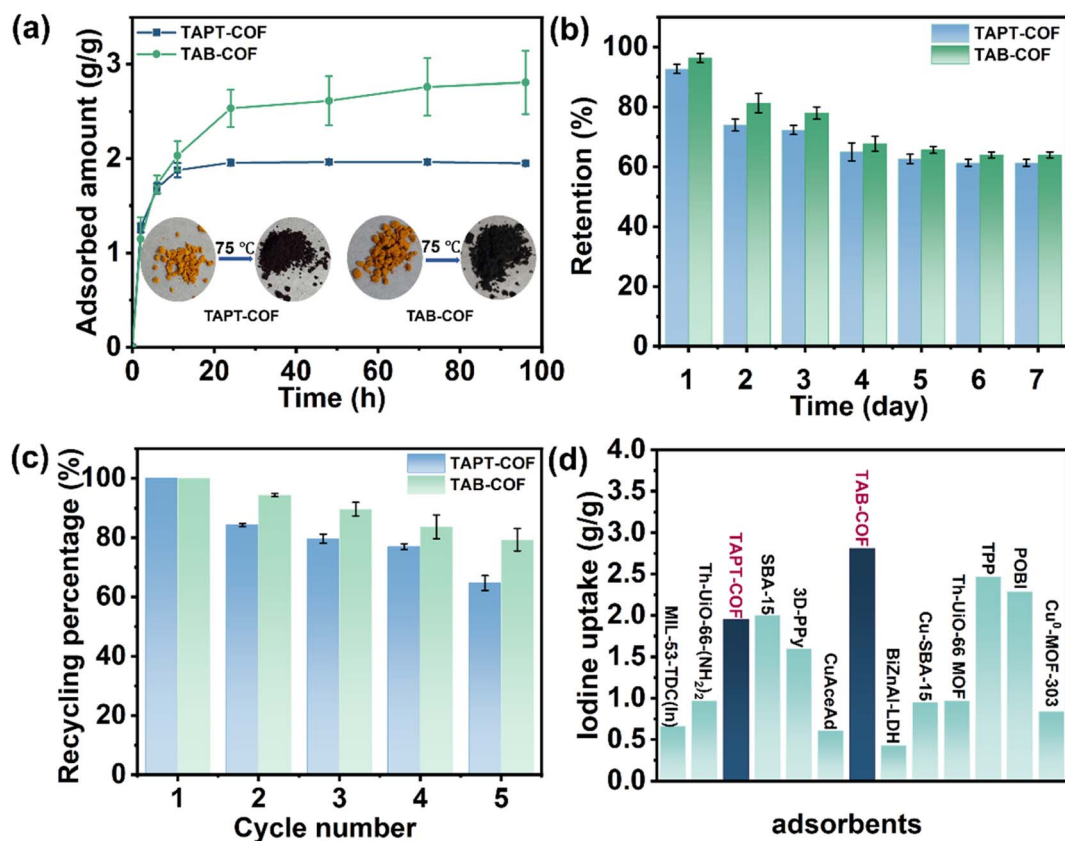 (a)
TAPT-COF
TAB-COF
Adsorbed amount (g/g)
3
2
1
0
75 °C
75 °C
TAPT-COF
TAB-COF
0 20 40 60 80 100
Time (h)
(b)
TAPT-COF
TAB-COF
Retention (%)
100
80
60
40
20
0
1 2 3 4 5 6 7
Time (day)
(c)
TAPT-COF
TAB-COF
Recycling percentage (%)
100
80
60
40
20
0
1 2 3 4 5
Cycle number
(d)
Iodine uptake (g/g)
4.0
3.5
3.0
2.5
2.0
1.5
1.0
0.5
0.0
MIL-53-TDC(In)
Th-UiO-66-(NH₂)₂
TAPT-COF
SBA-15
3D-PPy
CuAceAd
TAB-COF
BiZnAl-LDH
Cu-SBA-15
Th-UiO-66 MOF
TPP
POBI
Cu⁰-MOF-303
adsorbents